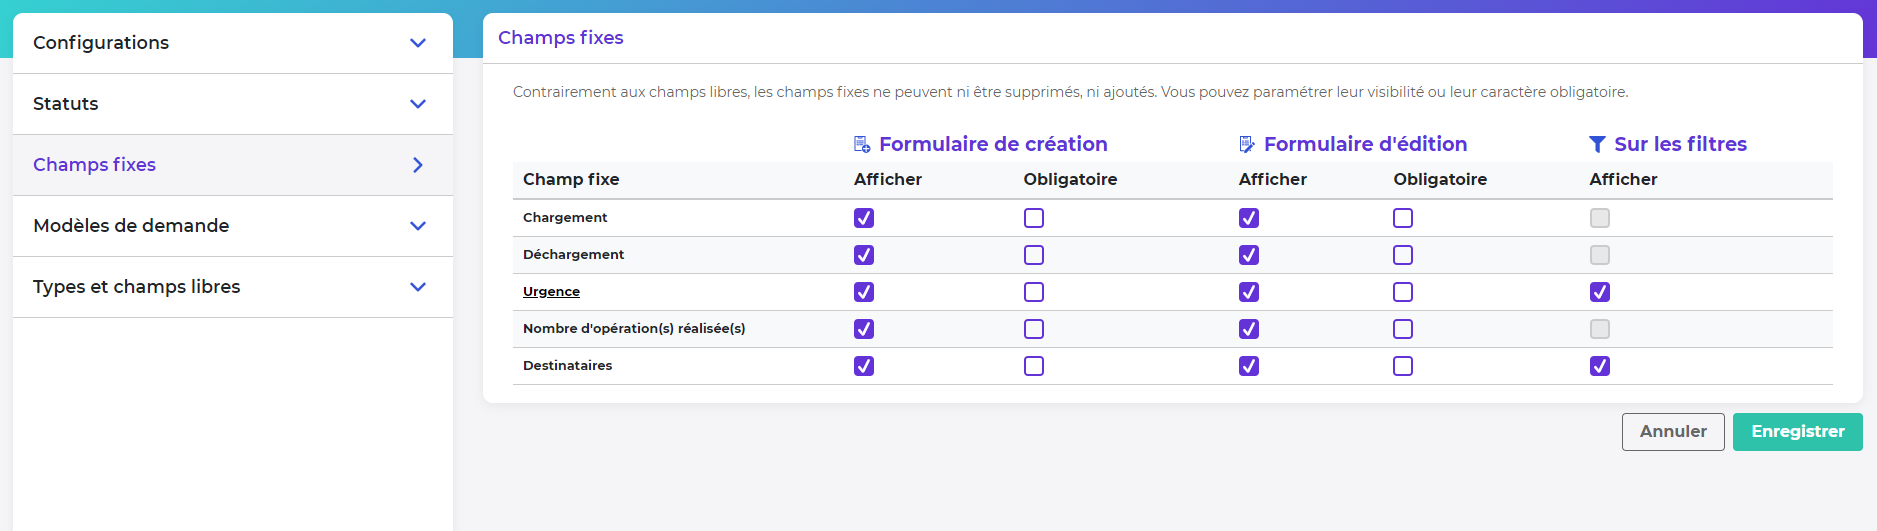 Configurations
Statuts
Champs fixes
Modèles de demande
Types et champs libres
Champs fixes
Contrairement aux champs libres, les champs fixes ne peuvent ni être supprimés, ni ajoutés. Vous pouvez paramétrer leur visibilité ou leur caractère obligatoire.
Formulaire de création Formulaire d'édition Sur les filtres
Champ fixe Afficher Obligatoire Afficher Obligatoire Afficher
Chargement
Déchargement
Urgence
Nombre d'opération(s) réalisée(s)
Destinataires
Annuler Enregistrer